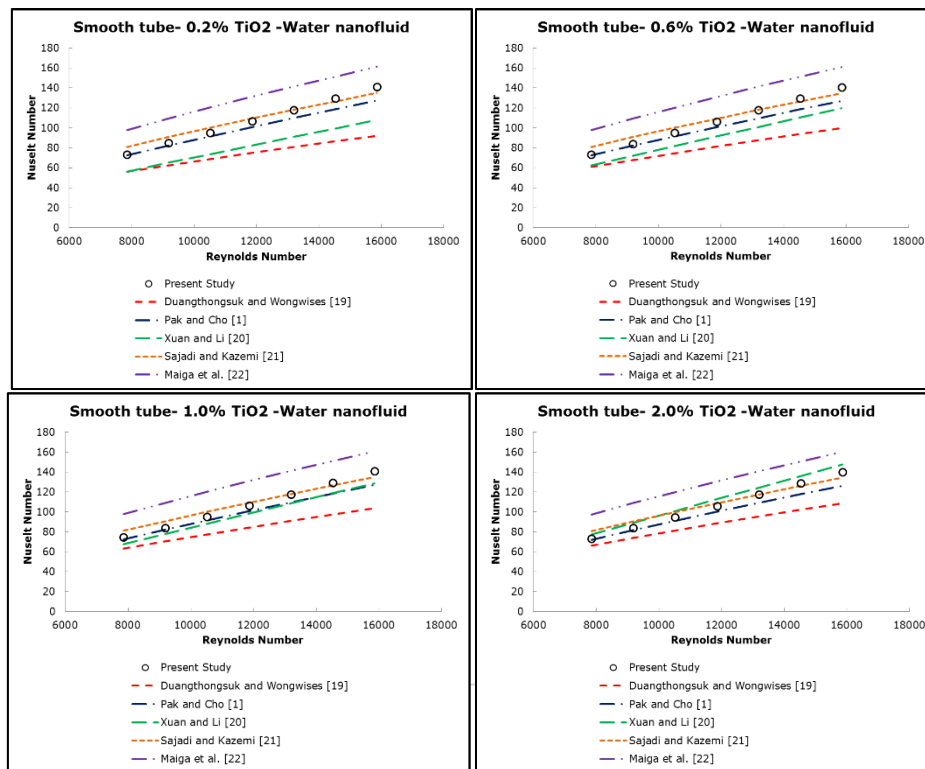 Smooth tube- 0.2% TiO2 -Water nanofluid
180
160
140
120
100
80
60
40
20
0
Nuselt Number
6000 8000 10000 12000 14000 16000 18000
Reynolds Number
Present Study
Duangthongsuk and Wongwises [19]
Pak and Cho [1]
Xuan and Li [20]
Sajadi and Kazemi [21]
Maiga et al. [22]
Smooth tube- 0.6% TiO2 -Water nanofluid
180
160
140
120
100
80
60
40
20
0
Nuselt Number
6000 8000 10000 12000 14000 16000 18000
Reynolds Number
Present Study
Duangthongsuk and Wongwises [19]
Pak and Cho [1]
Xuan and Li [20]
Sajadi and Kazemi [21]
Maiga et al. [22]
Smooth tube- 1.0% TiO2 -Water nanofluid
180
160
140
120
100
80
60
40
20
0
Nuselt Number
6000 8000 10000 12000 14000 16000 18000
Reynolds Number
Present Study
Duangthongsuk and Wongwises [19]
Pak and Cho [1]
Xuan and Li [20]
Sajadi and Kazemi [21]
Maiga et al. [22]
Smooth tube- 2.0% TiO2 -Water nanofluid
180
160
140
120
100
80
60
40
20
0
Nuselt Number
6000 8000 10000 12000 14000 16000 18000
Reynolds Number
Present Study
Duangthongsuk and Wongwises [19]
Pak and Cho [1]
Xuan and Li [20]
Sajadi and Kazemi [21]
Maiga et al. [22]